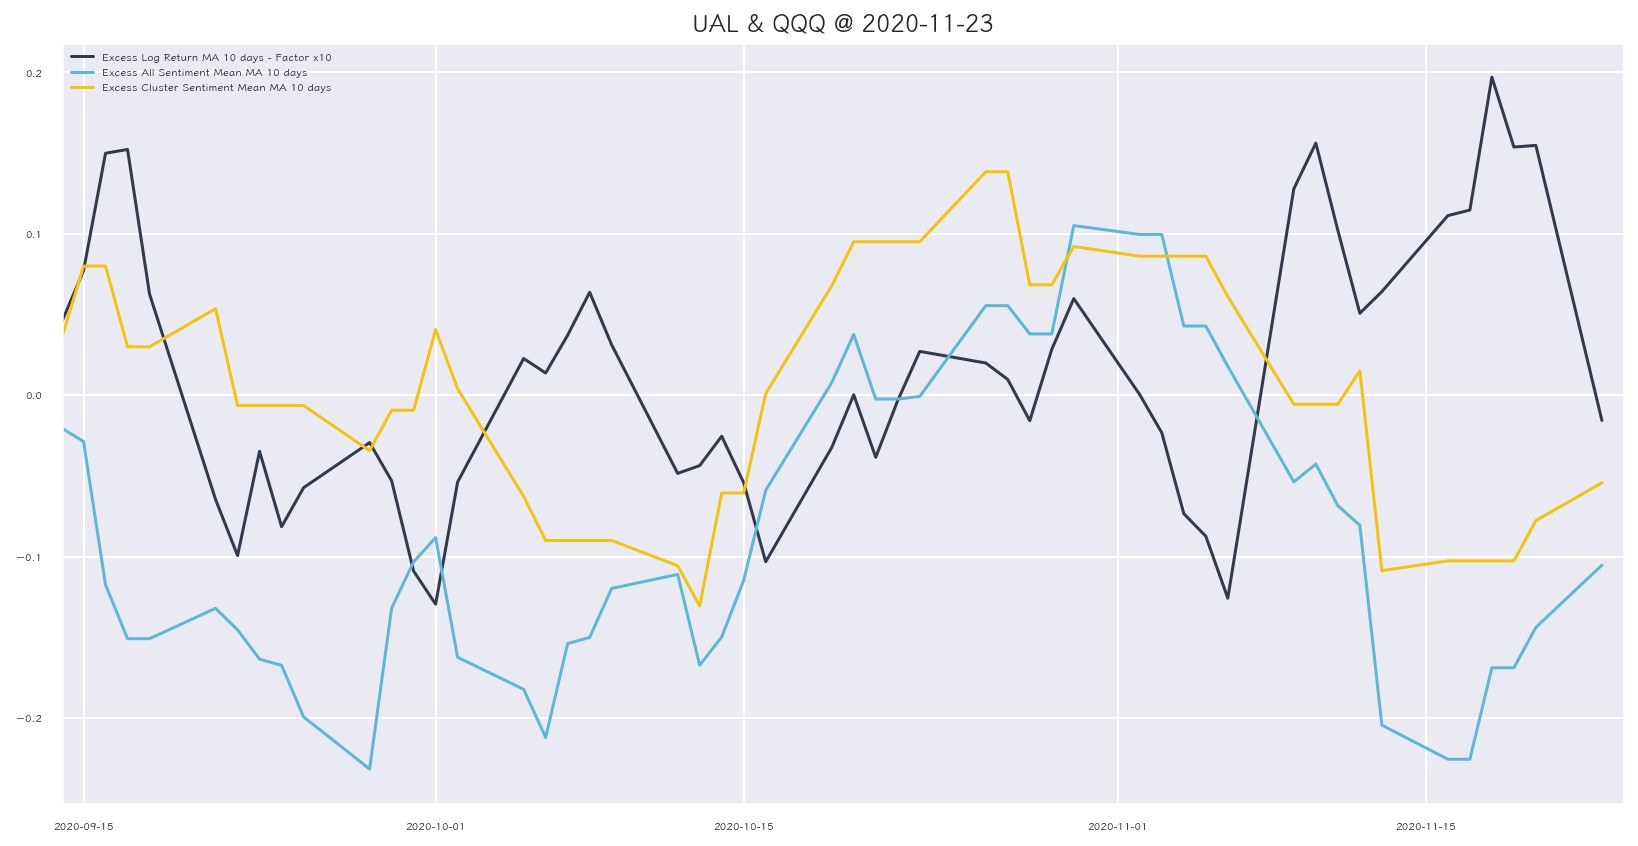 UAL & QQQ @ 2020-11-23
Excess Log Return MA 10 days - Factor x10
Excess All Sentiment Mean MA 10 days
Excess Cluster Sentiment Mean MA 10 days
0.2
0.1
0.0
−0.1
−0.2
2020-09-15 2020-10-01 2020-10-15 2020-11-01 2020-11-15